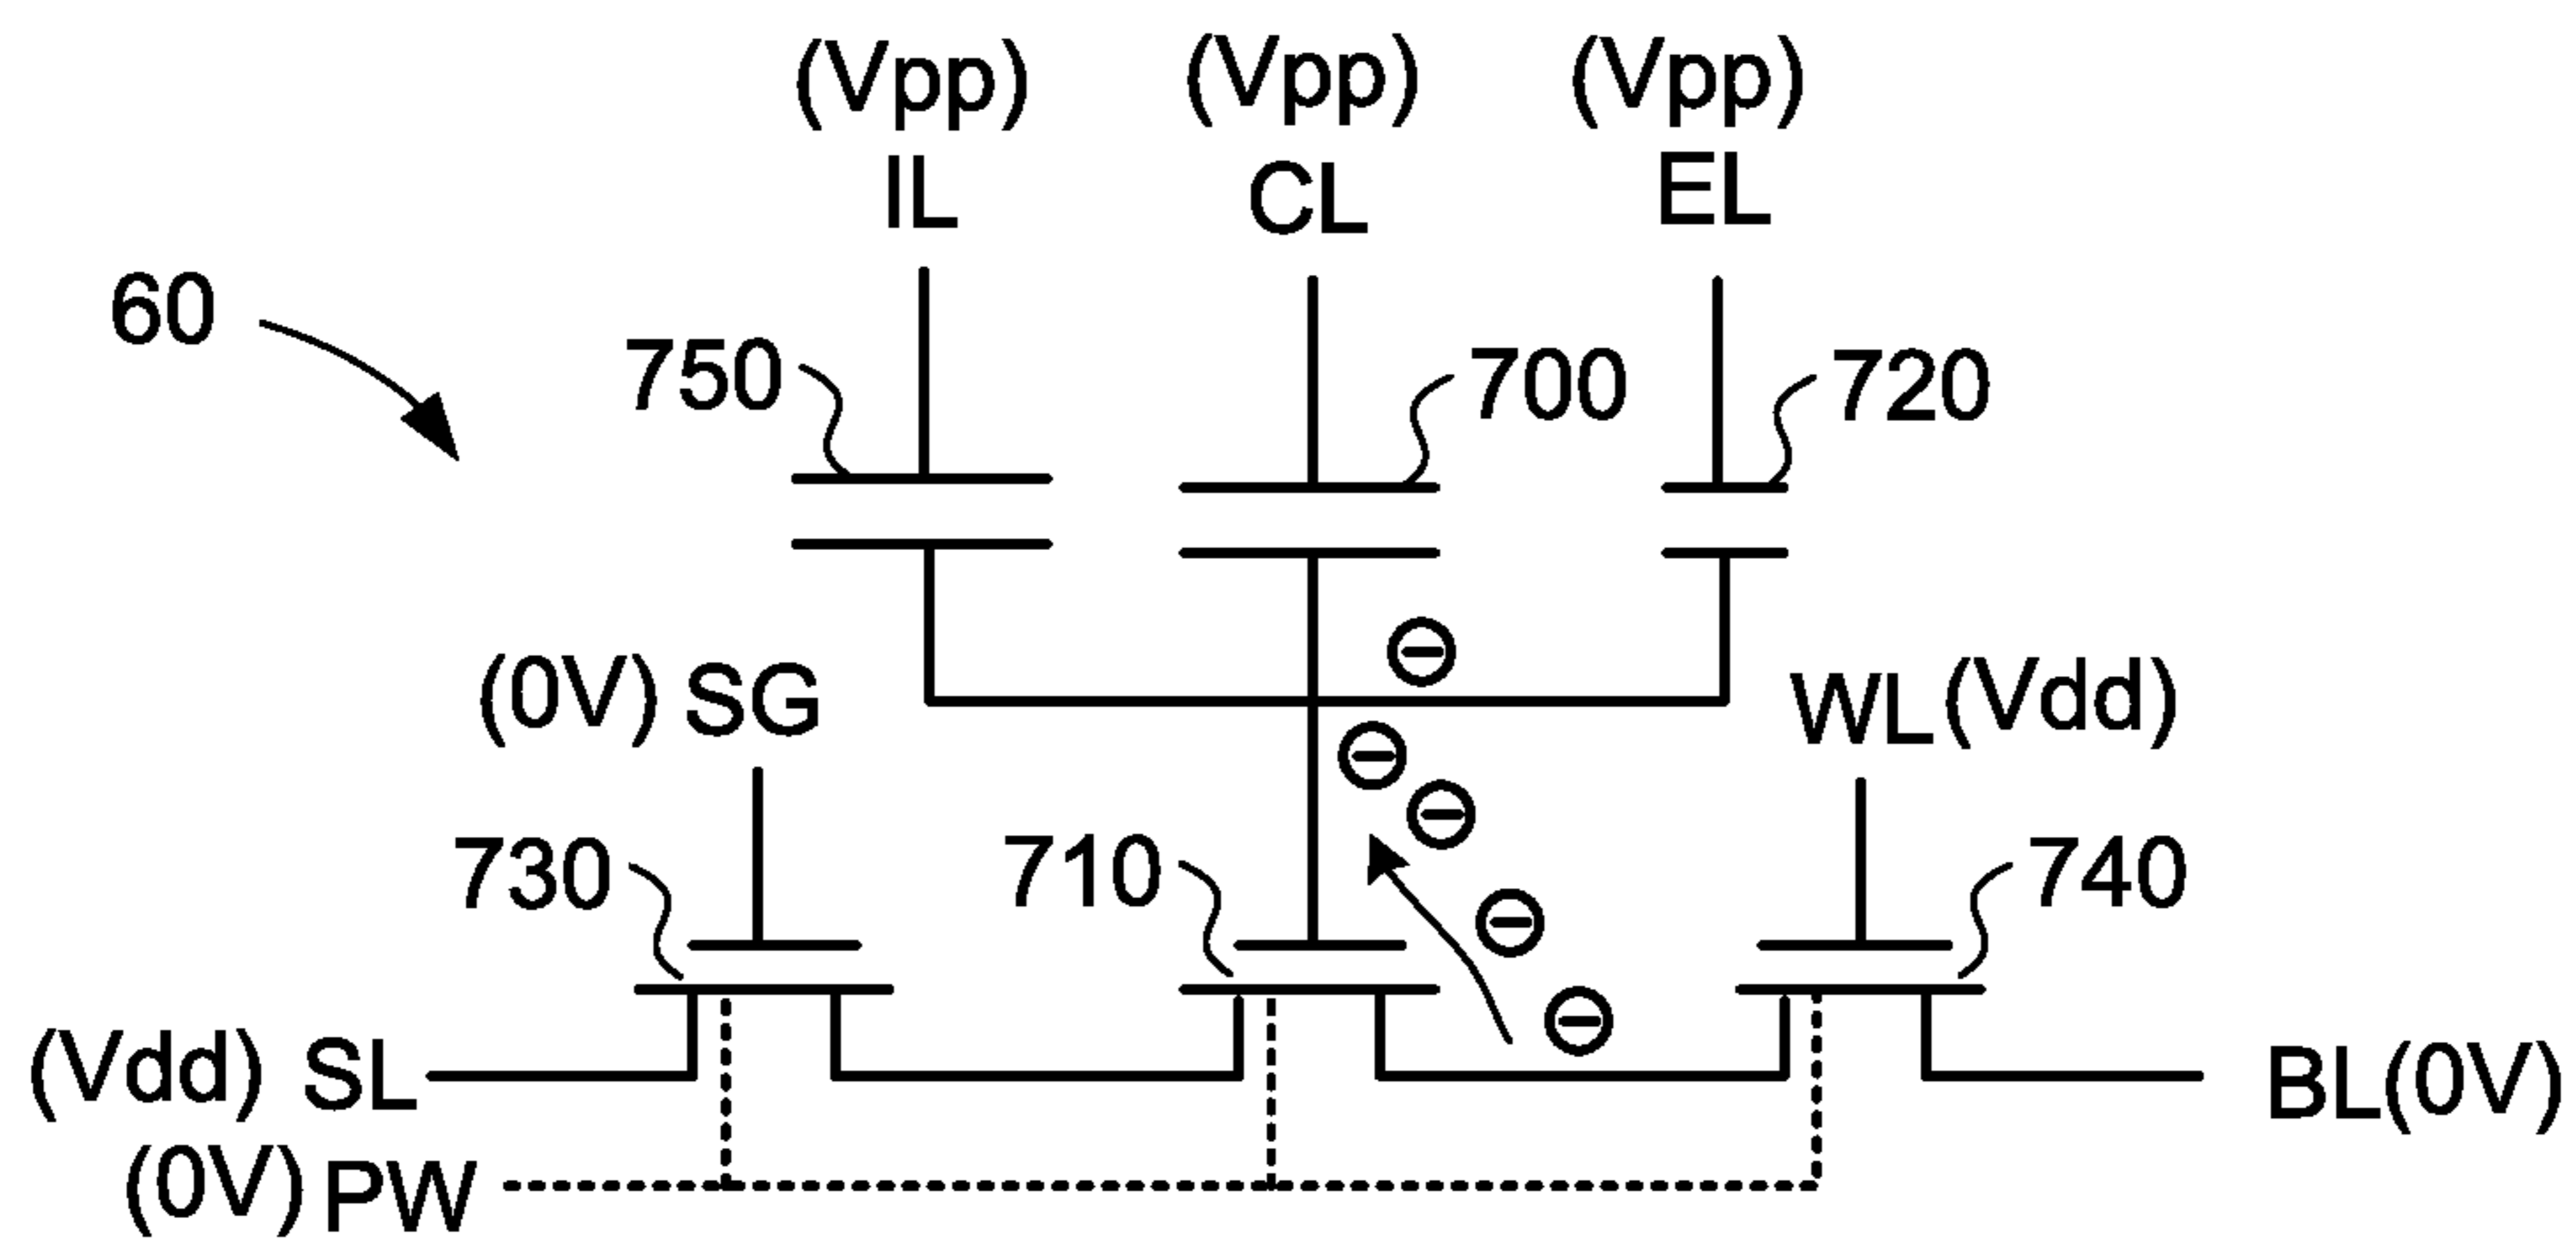 (Vpp) (Vpp) (Vpp)
IL CL EL
60
750 700 720
(0V) SG WL (Vdd)
730 710 740
(Vdd) SL BL(0V)
(0V) PW